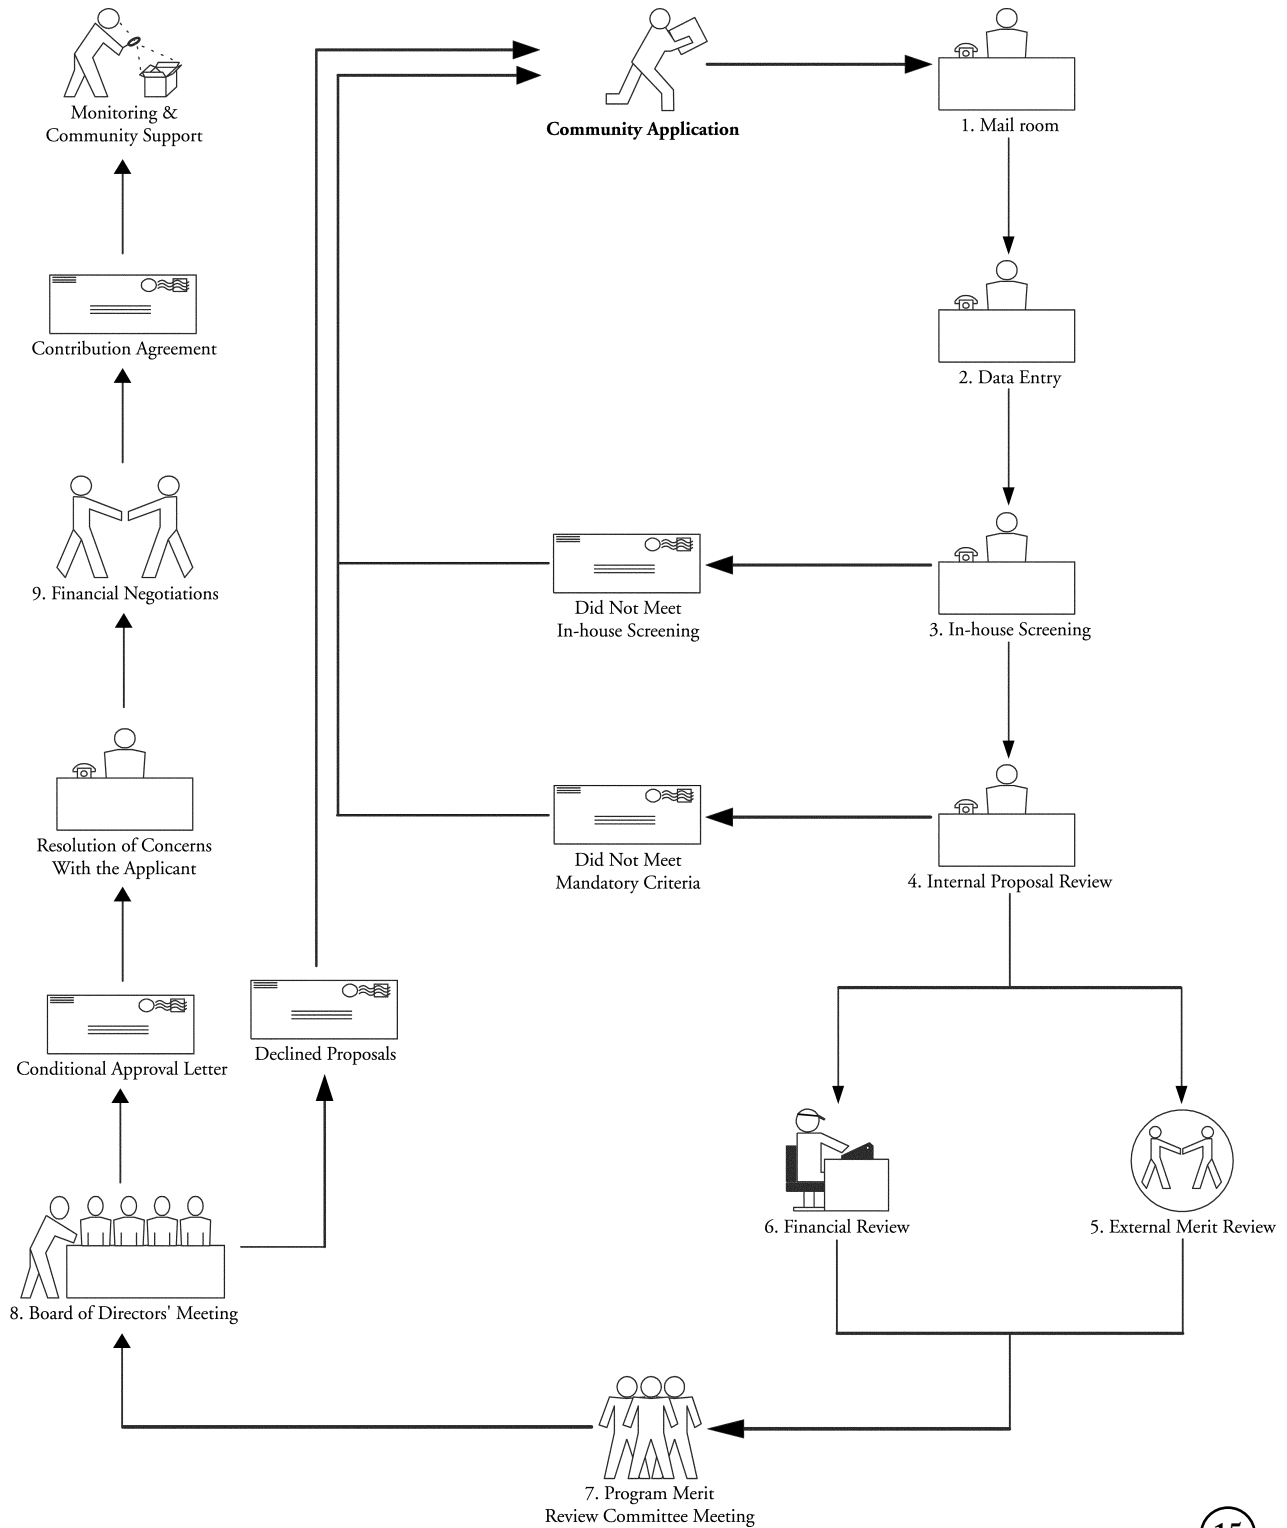 Monitoring &
Community Support
Community Application
1. Mail room
Contribution Agreement
2. Data Entry
9. Financial Negotiations
Did Not Meet
In-house Screening
3. In-house Screening
Resolution of Concerns
With the Applicant
Did Not Meet
Mandatory Criteria
4. Internal Proposal Review
Conditional Approval Letter
Declined Proposals
6. Financial Review
5. External Merit Review
8. Board of Directors' Meeting
7. Program Merit
Review Committee Meeting
15